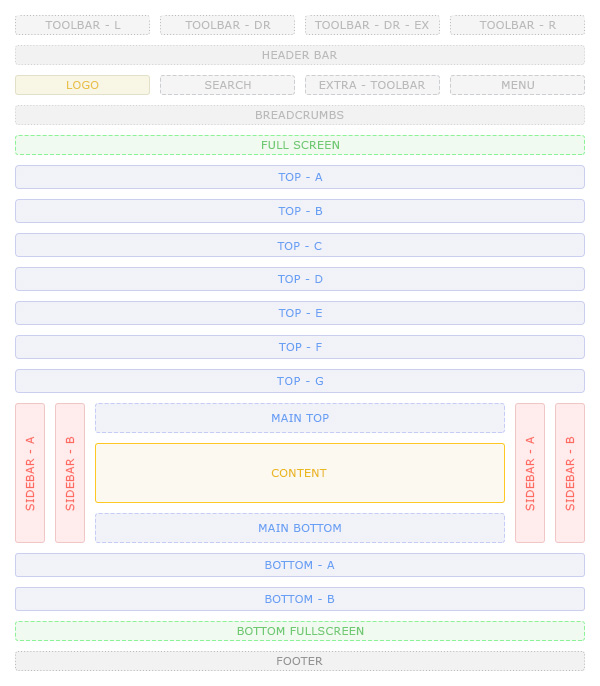 TOOLBAR - L TOOLBAR - DR TOOLBAR - DR - EX TOOLBAR - R
HEADER BAR
LOGO SEARCH EXTRA - TOOLBAR MENU
BREADCRUMBS
FULL SCREEN
TOP - A
TOP - B
TOP - C
TOP - D
TOP - E
TOP - F
TOP - G
SIDEBAR - A
SIDEBAR - B
MAIN TOP
CONTENT
MAIN BOTTOM
SIDEBAR - A
SIDEBAR - B
BOTTOM - A
BOTTOM - B
BOTTOM FULLSCREEN
FOOTER